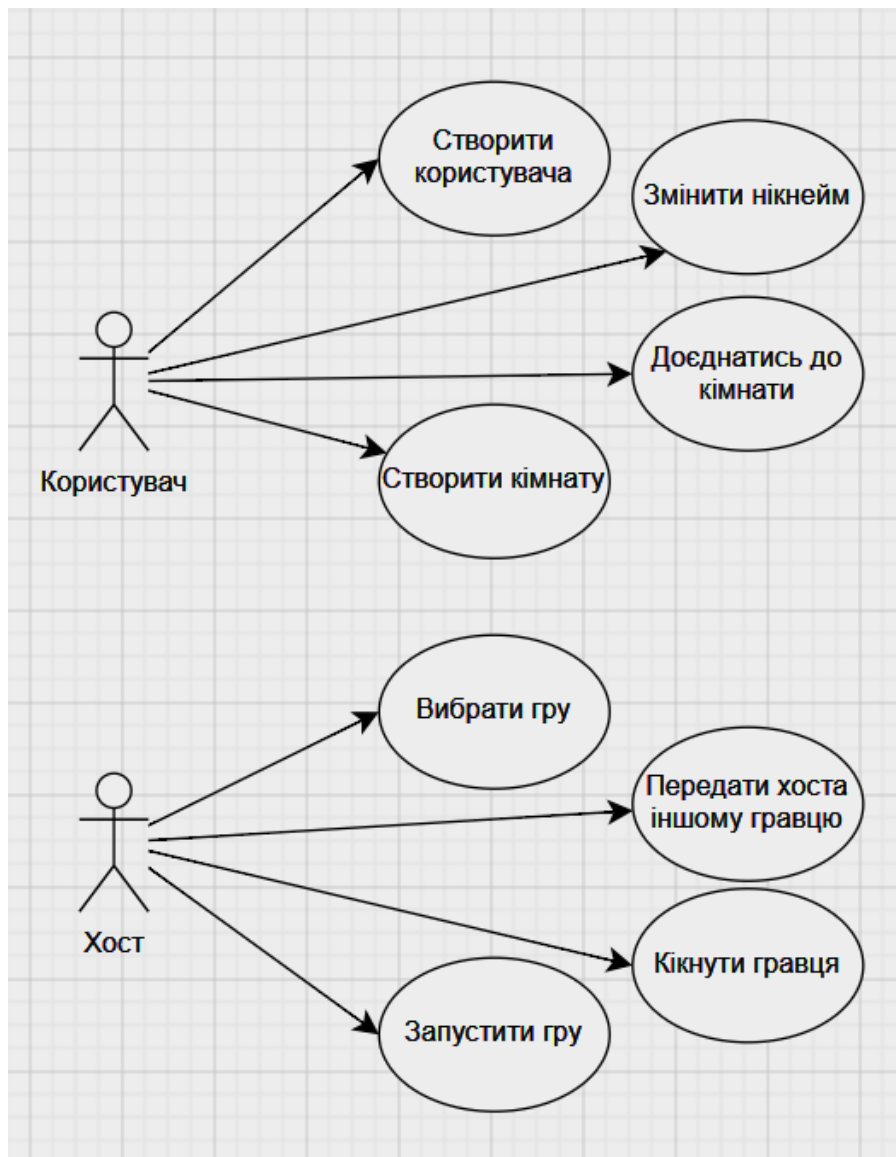 Створити
користувача
Змінити нікнейм
Доєднатись до
кімнати
Створити кімнату
Користувач
Вибрати гру
Передати хоста
іншому гравцю
Кікнути гравця
Запустити гру
Хост